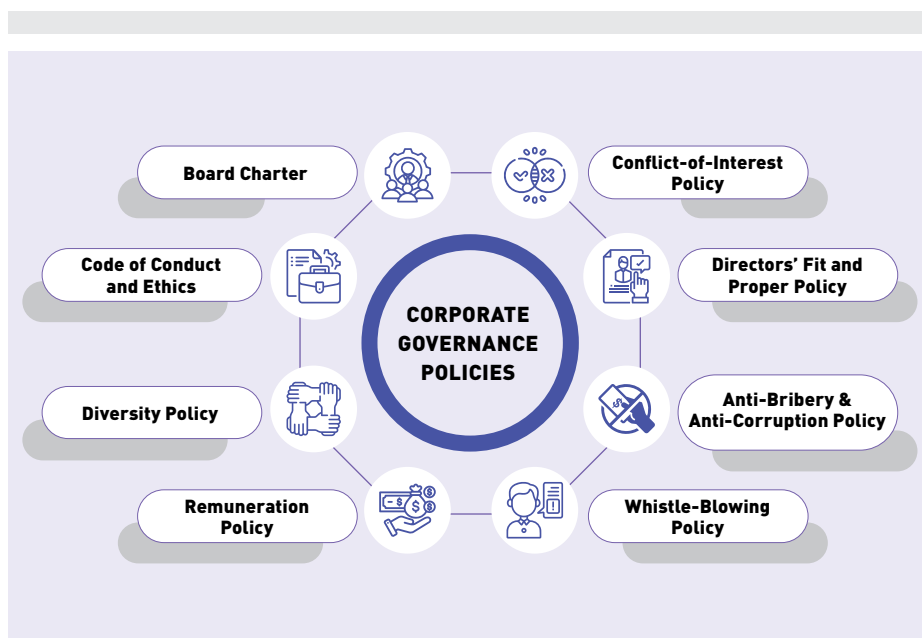 Board Charter
Conflict-of-Interest
Policy
Code of Conduct
and Ethics
Directors’ Fit and
Proper Policy
CORPORATE
GOVERNANCE
POLICIES
Diversity Policy
Anti-Bribery &
Anti-Corruption Policy
Remuneration
Policy
Whistle-Blowing
Policy